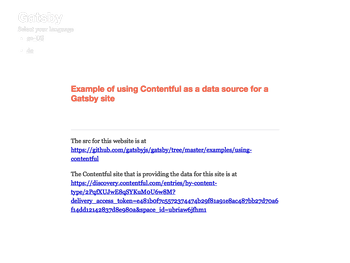 Gatsby
Select your language
en-US
de
Example of using Contentful as a data source for a
Gatsby site
The src for this website is at
https://github.com/gatsbyjs/gatsby/tree/master/examples/using-
contentful
The Contentful site that is providing the data for this site is at
https://discovery.contentful.com/entries/by-content-
type/2PqfXUJwE8qSYKuM0U6w8M?
delivery_access_token=e481b0f7c5572374474b29f81a91e8ac487bb27d70a6
f14dd12142837d8e980a&space_id=ubriaw6jfhm1